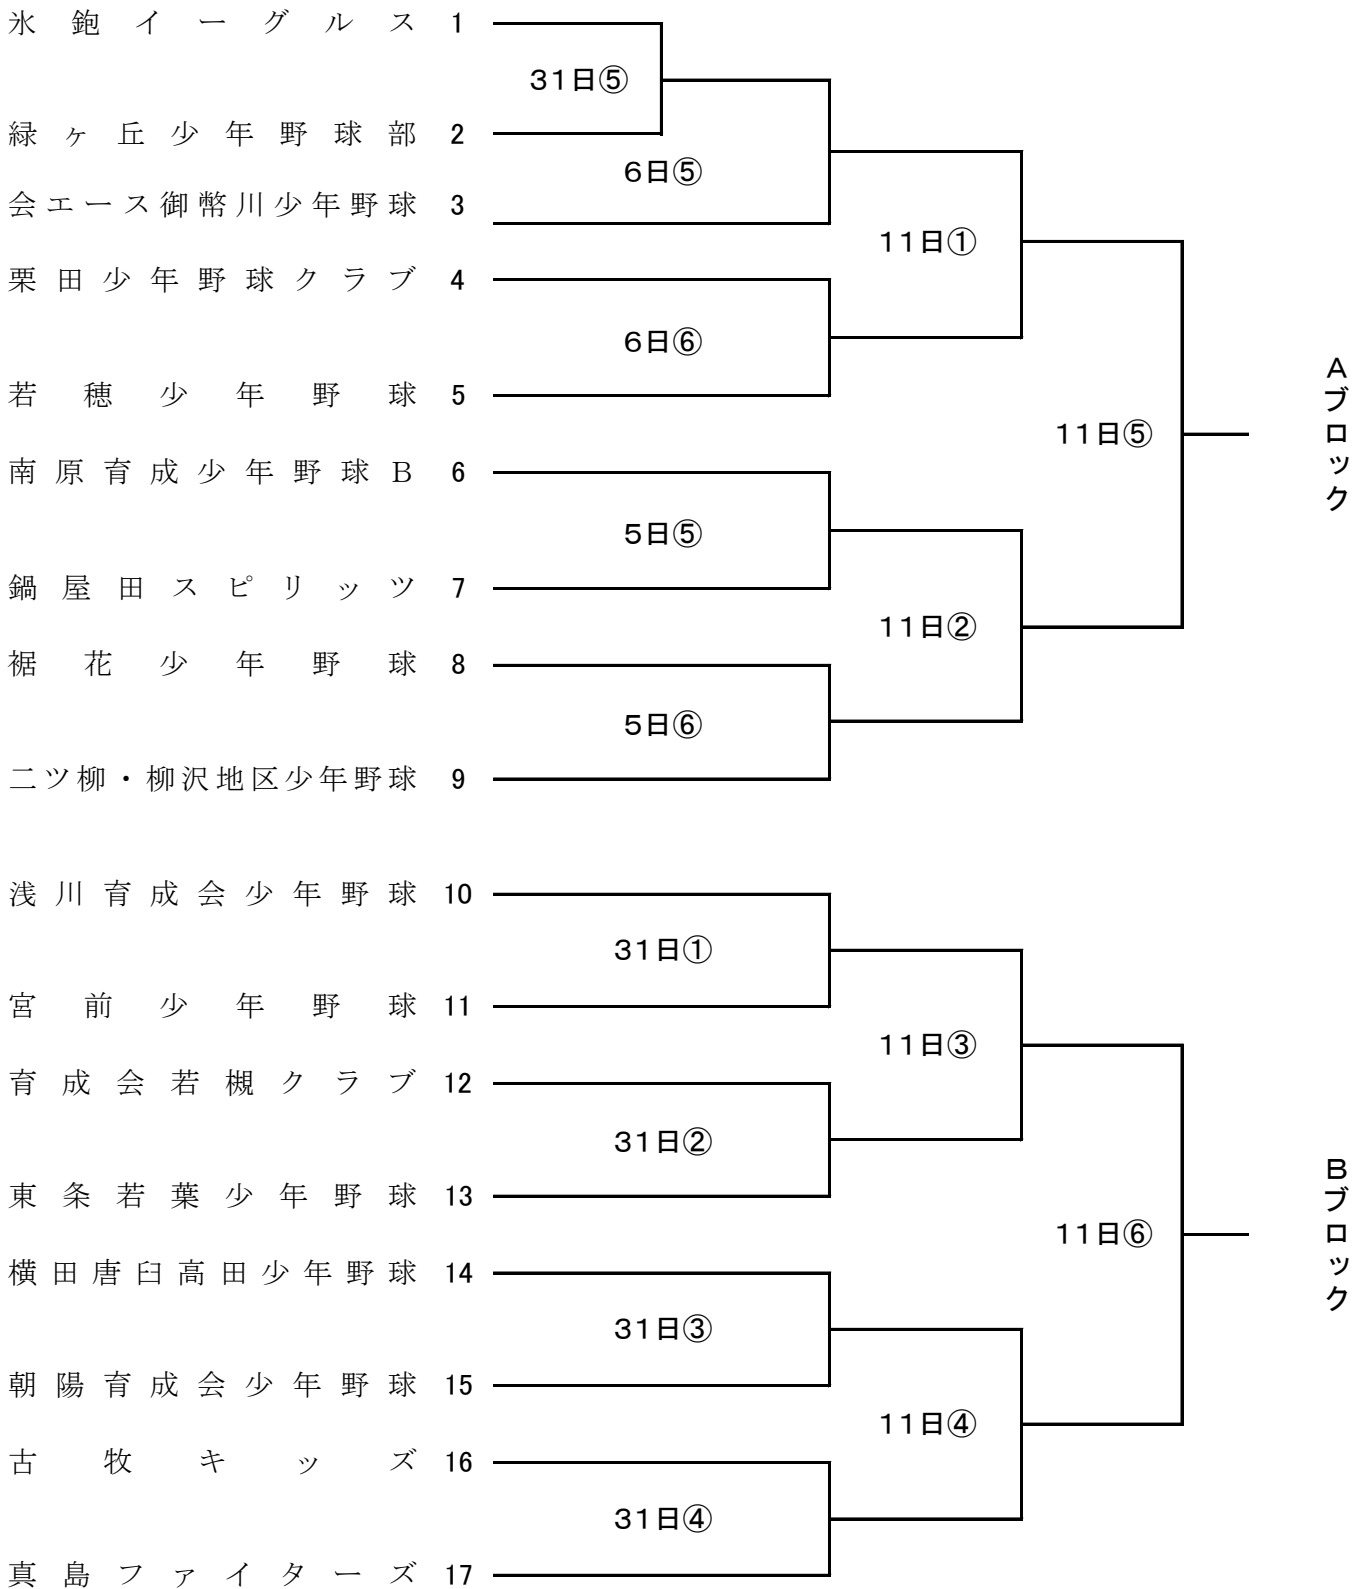 氷鉋イーグルス 1
31日⑤
緑ヶ丘少年野球部 2
6日⑤
会エース御幣川少年野球 3
11日①
栗田少年野球クラブ 4
6日⑥
若穂少年野球 5
11日⑤
Aブロック
南原育成少年野球B 6
5日⑤
鍋屋田スピリッツ 7
11日②
裾花少年野球 8
5日⑥
二ツ柳・柳沢地区少年野球 9
浅川育成会少年野球 10
31日①
宮前少年野球 11
11日③
育成会若槻クラブ 12
31日②
東条若葉少年野球 13
11日⑥
Bブロック
横田唐臼高田少年野球 14
31日③
朝陽育成会少年野球 15
11日④
古牧キッズ 16
31日④
真島ファイターズ 17